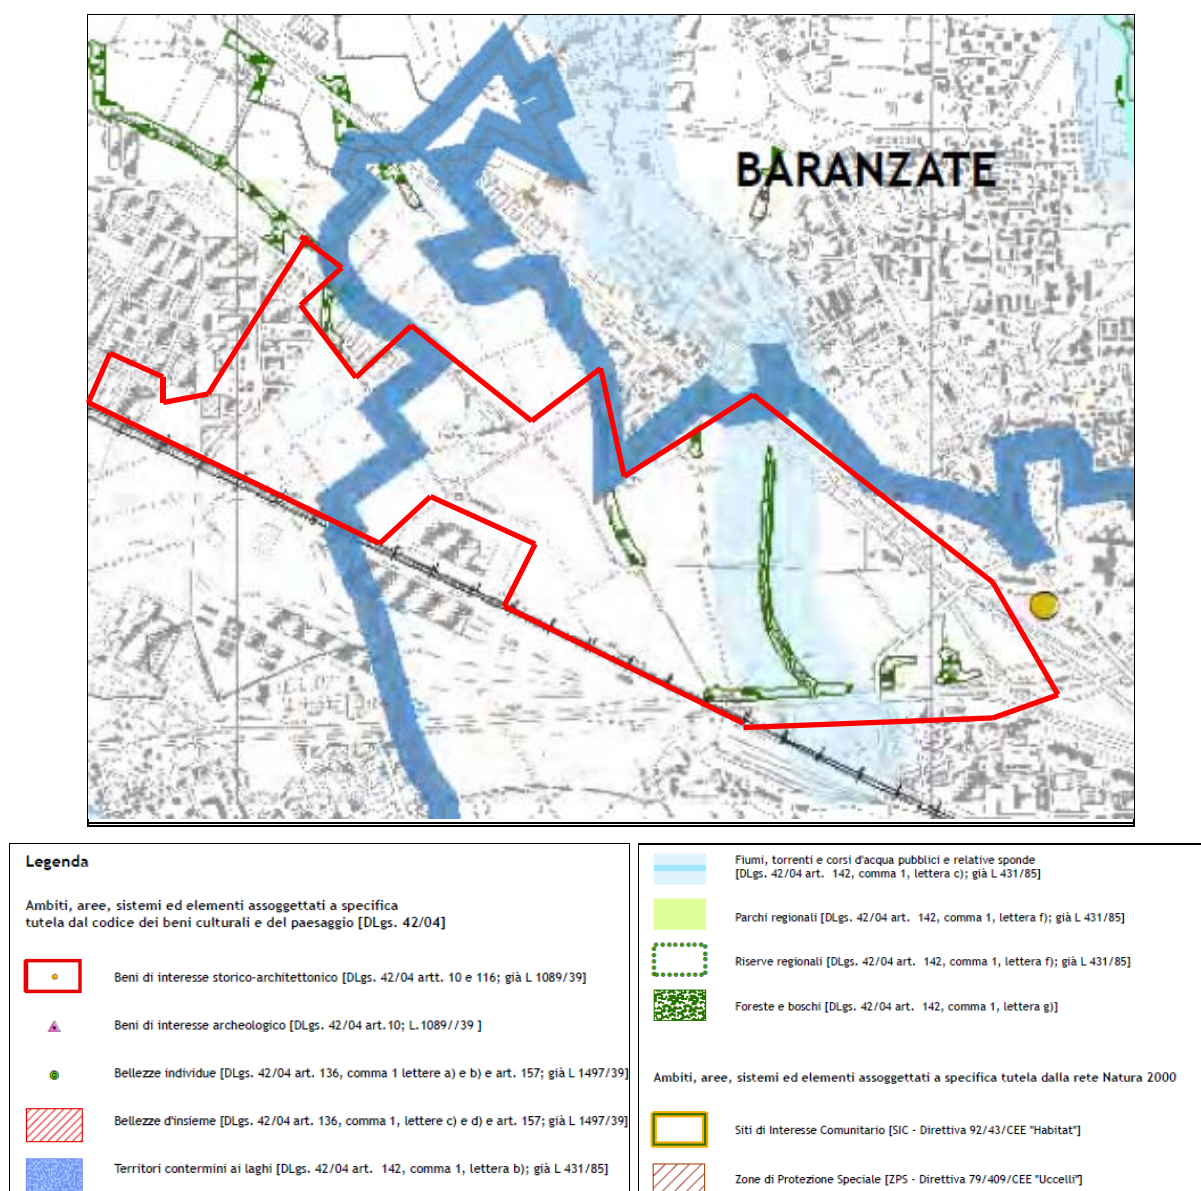 BARANZATE
Legenda
Ambiti, aree, sistemi ed elementi assoggettati a specifica
tutela dal codice dei beni culturali e del paesaggio [DLgs. 42/04]
Beni di interesse storico-architettonico [DLgs. 42/04 artt. 10 e 116; già L 1089/39]
Beni di interesse archeologico [DLgs. 42/04 art.10; L.1089//39 ]
Bellezze individue [DLgs. 42/04 art. 136, comma 1 lettere a) e b) e art. 157; già L 1497/39]
Bellezze d'insieme [DLgs. 42/04 art. 136, comma 1, lettere c) e d) e art. 157; già L 1497/39]
Territori contermini ai laghi [DLgs. 42/04 art. 142, comma 1, lettera b); già L 431/85]
Fiumi, torrenti e corsi d'acqua pubblici e relative sponde
[DLgs. 42/04 art. 142, comma 1, lettera c); già L 431/85]
Parchi regionali [DLgs. 42/04 art. 142, comma 1, lettera f); già L 431/85]
Riserve regionali [DLgs. 42/04 art. 142, comma 1, lettera f); già L 431/85]
Foreste e boschi [DLgs. 42/04 art. 142, comma 1, lettera g)]
Ambiti, aree, sistemi ed elementi assoggettati a specifica tutela dalla rete Natura 2000
Siti di Interesse Comunitario [SIC - Direttiva 92/43/CEE "Habitat"]
Zone di Protezione Speciale [ZPS - Direttiva 79/409/CEE "Uccelli"]